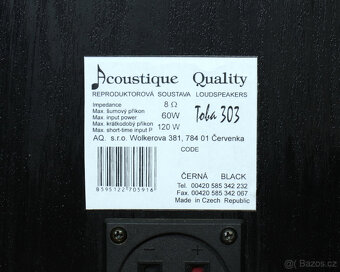 Acoustique Quality
REPRODUKTOROVÁ SOUSTAVA LOUDSPEAKERS
Impedance 8 Ω
Max. šumový příkon
Max. input power 60W
Toba 303
Max. krátkodobý příkon
Max. short-time input P 120 W
AQ. s.r.o. Wolkerova 381, 784 01 Červenka
CODE
8595122705916
ČERNÁ BLACK
Tel. 00420 585 342 232
Fax. 00420 585 342 067
Made in Czech Republic
- +
Bazos.cz